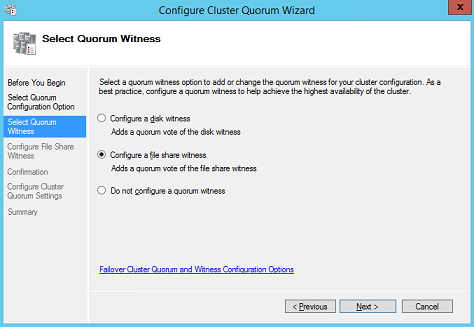 Configure Cluster Quorum Wizard
x
Select Quorum Witness
Before You Begin
Select Quorum
Configuration Option
Select Quorum
Witness
Configure File Share
Witness
Confirmation
Configure Cluster
Quorum Settings
Summary
Select a quorum witness option to add or change the quorum witness for your cluster configuration. As a
best practice, configure a quorum witness to help achieve the highest availability of the cluster.
Configure a disk witness
Adds a quorum vote of the disk witness
Configure a file share witness
Adds a quorum vote of the file share witness
Do not configure a quorum witness
Failover Cluster Quorum and Witness Configuration Options
< Previous
Next >
Cancel